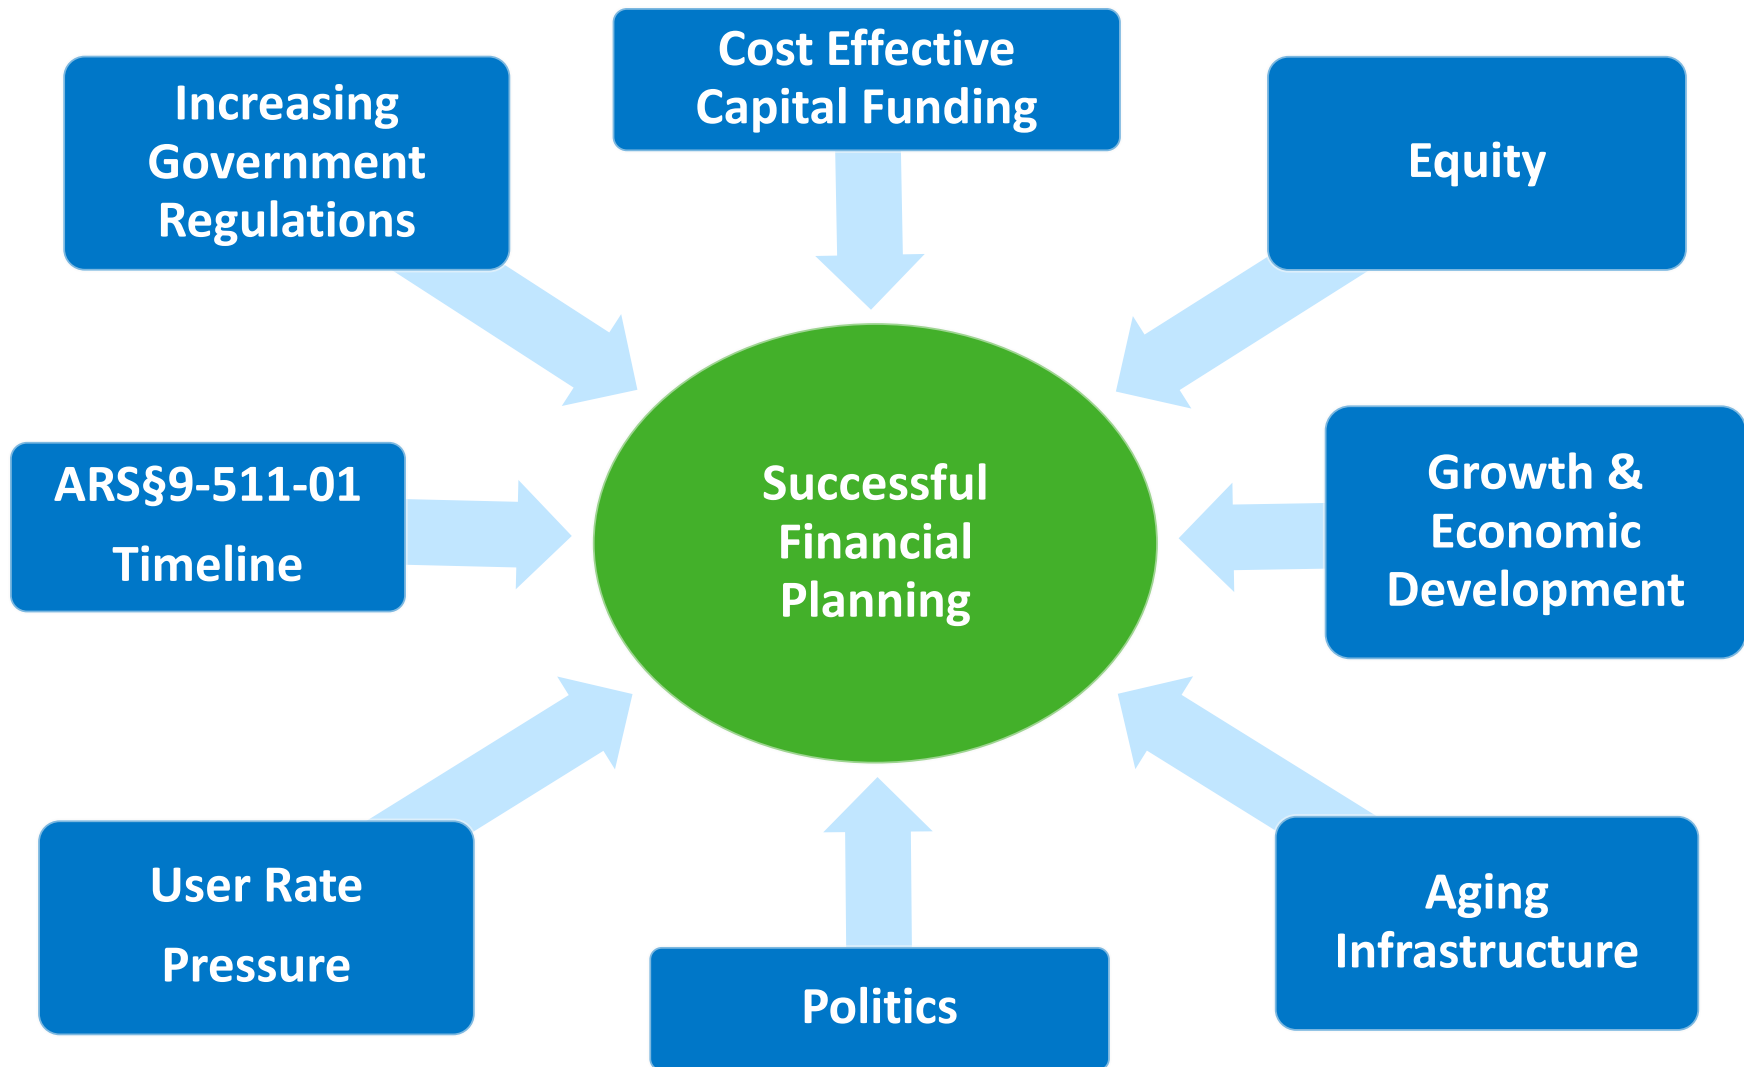 Cost Effective
Capital Funding
Increasing
Government
Regulations
Equity
ARS§9-511-01
Timeline
Successful
Financial
Planning
Growth &
Economic
Development
User Rate
Pressure
Politics
Aging
Infrastructure